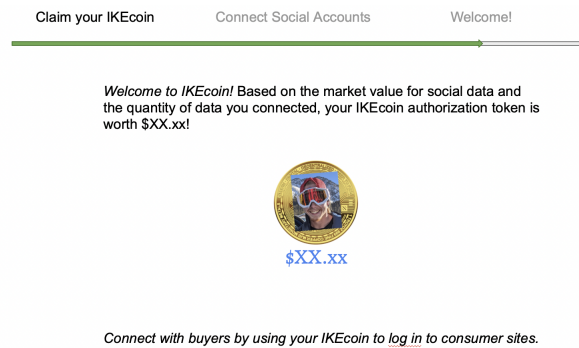 Claim your IKEcoin
Connect Social Accounts
Welcome!
Welcome to IKEcoin! Based on the market value for social data and
the quantity of data you connected, your IKEcoin authorization token is
worth $XX.xx!
$XX.xx
Connect with buyers by using your IKEcoin to log in to consumer sites.